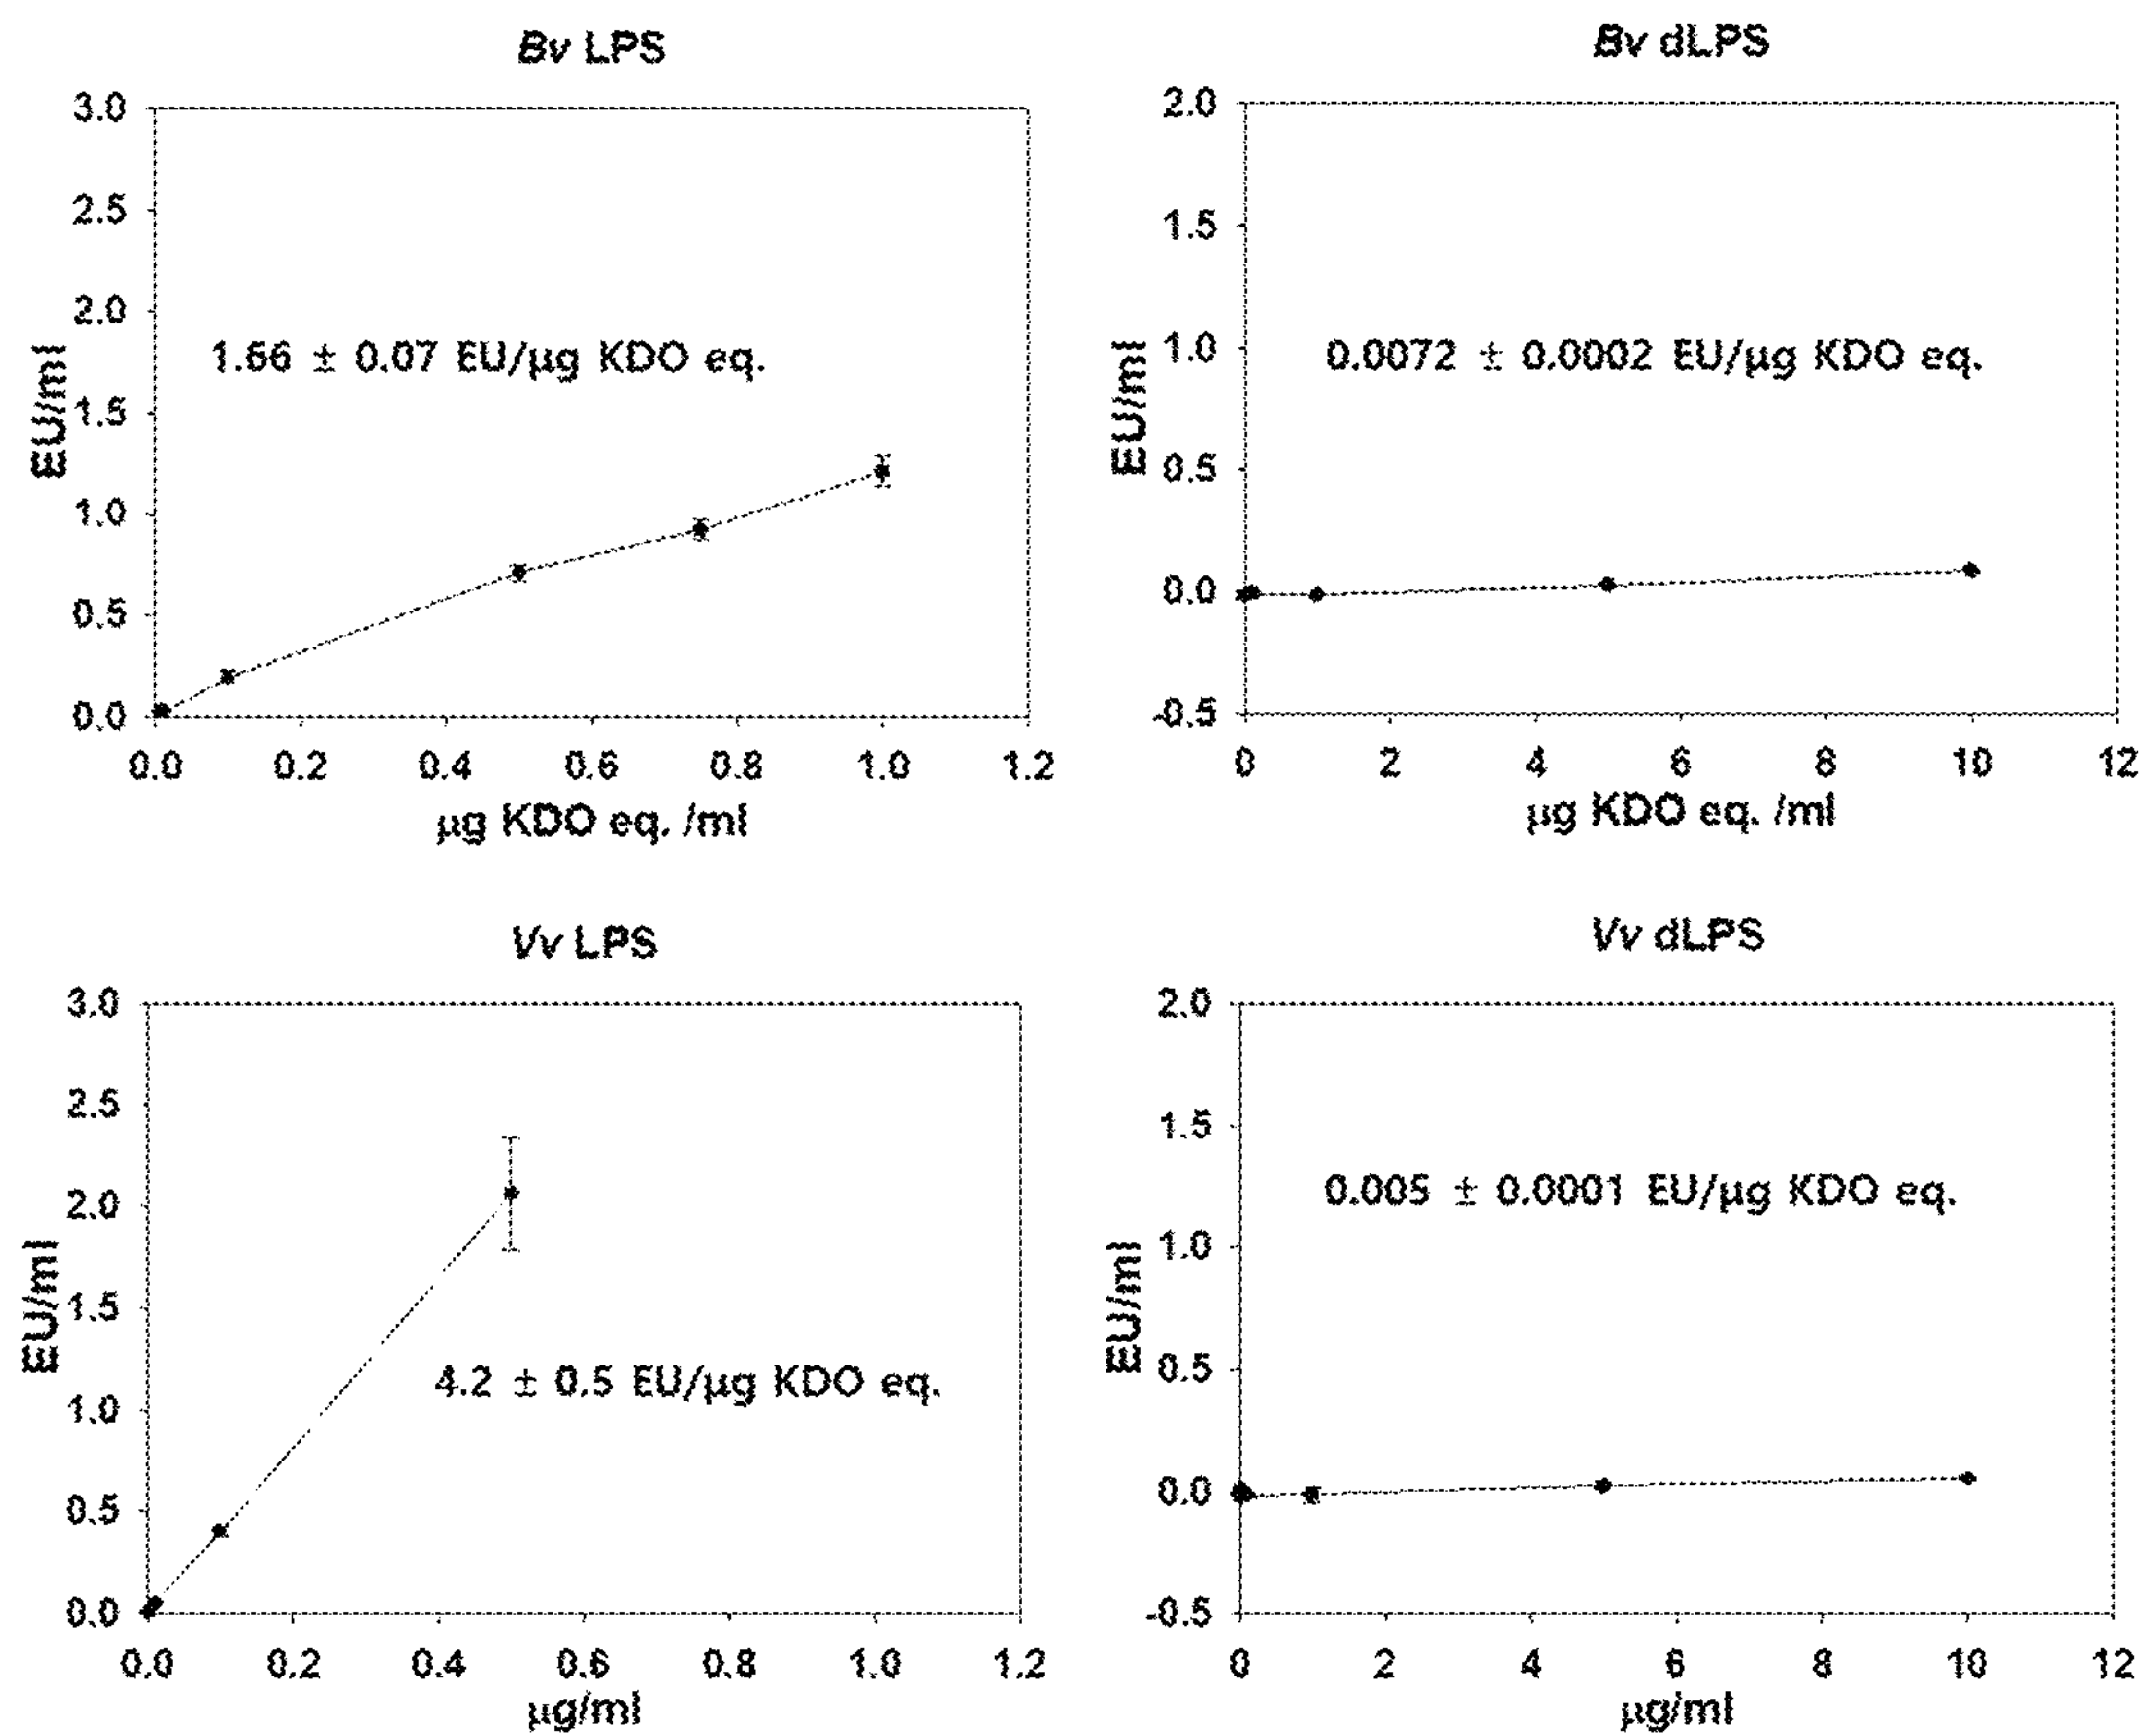 Bv LPS
3.0
2.5
2.0
1.5
1.0
0.5
0.0
EU/ml
1.66 ± 0.07 EU/µg KDO eq.
0.0 0.2 0.4 0.6 0.8 1.0 1.2
µg KDO eq. /ml
Bv dLPS
2.0
1.5
1.0
0.5
0.0
-0.5
EU/ml
0.0072 ± 0.0002 EU/µg KDO eq.
0 2 4 6 8 10 12
µg KDO eq. /ml
Vv LPS
3.0
2.5
2.0
1.5
1.0
0.5
0.0
EU/ml
4.2 ± 0.5 EU/µg KDO eq.
0.0 0.2 0.4 0.6 0.8 1.0 1.2
µg/ml
Vv dLPS
2.0
1.5
1.0
0.5
0.0
-0.5
EU/ml
0.005 ± 0.0001 EU/µg KDO eq.
0 2 4 6 8 10 12
µg/ml